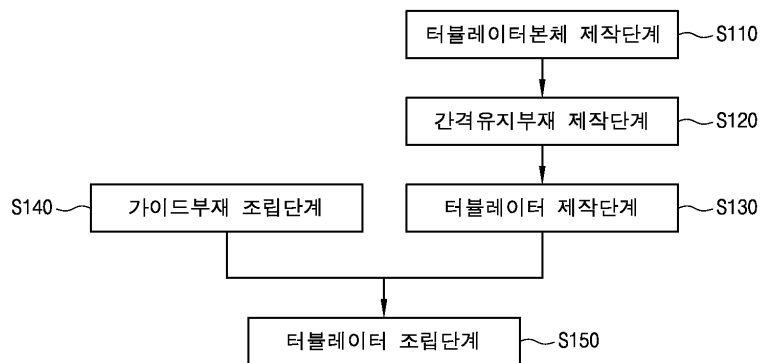 터뷸레이터본체 제작단계 S110
간격유지부재 제작단계 S120
S140 가이드부재 조립단계 터뷸레이터 제작단계 S130
터뷸레이터 조립단계 S150